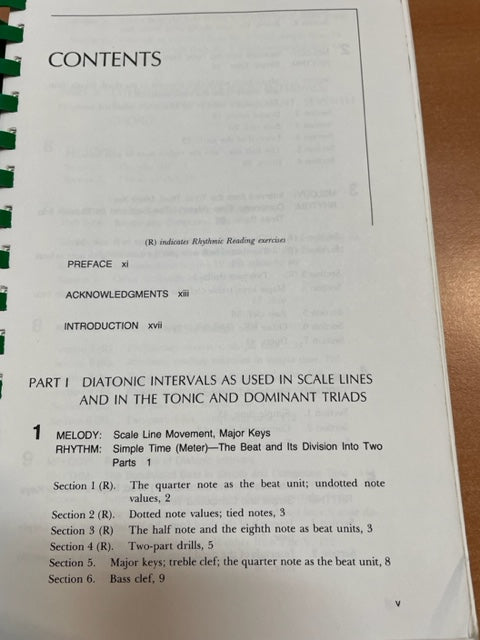 CONTENTS
(R) indicates Rhythmic Reading exercises
PREFACE xi
ACKNOWLEDGMENTS xiii
INTRODUCTION xvii
PART I DIATONIC INTERVALS AS USED IN SCALE LINES
AND IN THE TONIC AND DOMINANT TRIADS
1 MELODY: Scale Line Movement, Major Keys
RHYTHM: Simple Time (Meter)—The Beat and Its Division Into Two
Parts 1
Section 1 (R). The quarter note as the beat unit; undotted note
values, 2
Section 2 (R). Dotted note values; tied notes, 3
Section 3 (R) The half note and the eighth note as beat units, 3
Section 4 (R). Two-part drills, 5
Section 5. Major keys; treble clef; the quarter note as the beat unit, 8
Section 6. Bass clef, 9
v